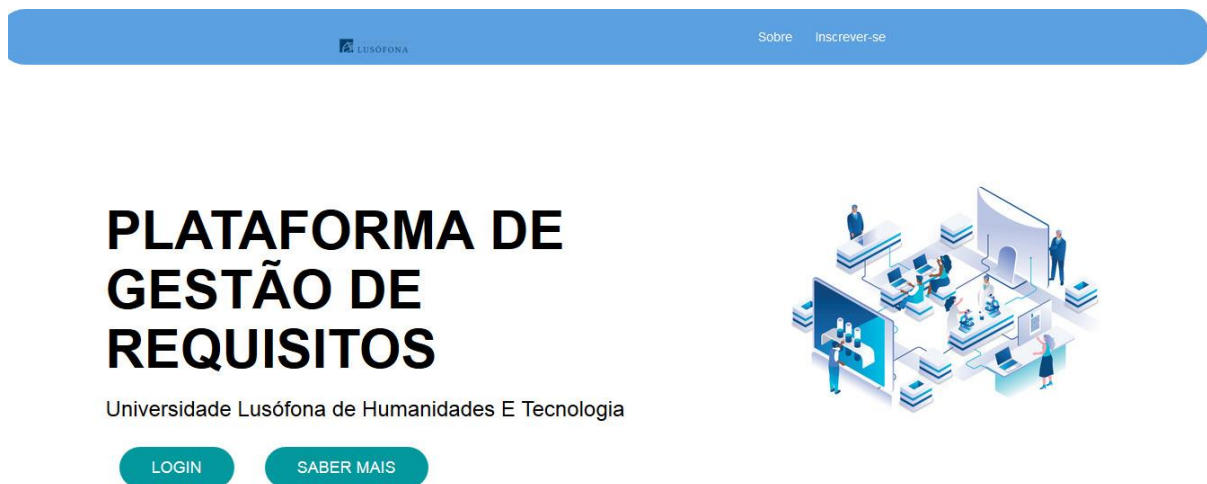 LUSÓFONA
Sobre Inscrever-se
PLATAFORMA DE
GESTÃO DE
REQUISITOS
Universidade Lusófona de Humanidades E Tecnologia
LOGIN SABER MAIS